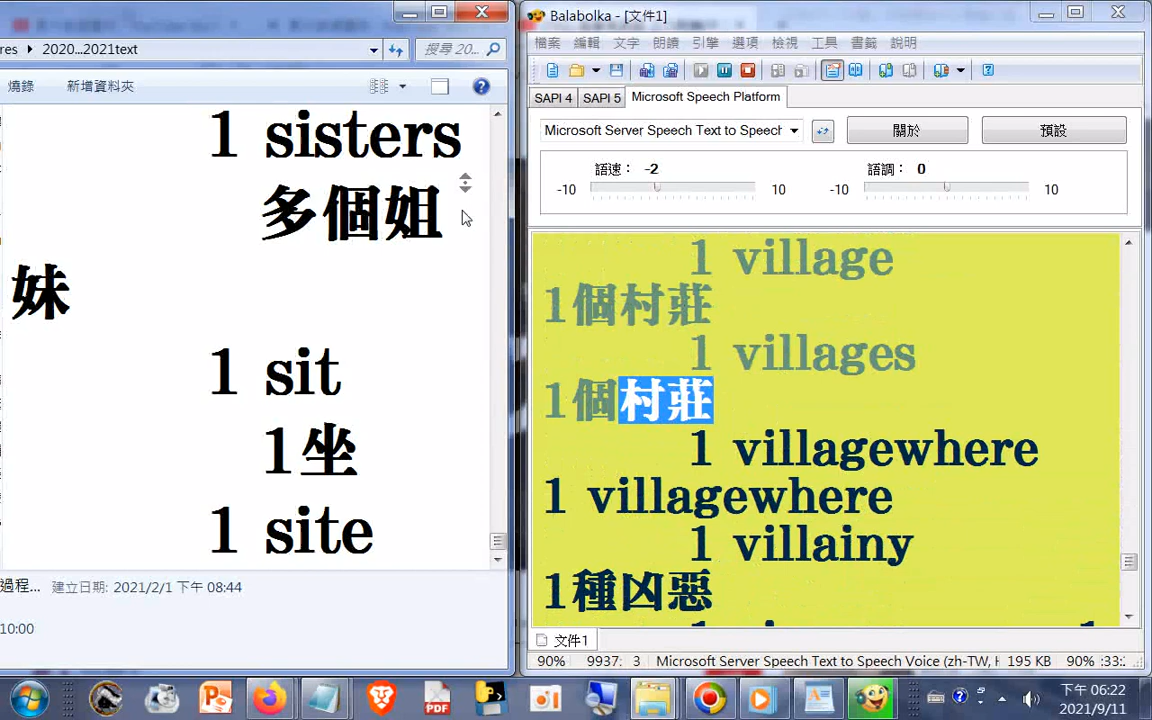 res ▸ 2020...2021text
搜尋 20...
燒錄 新增資料夾
1 sisters
多個姐
妹
1 sit
1坐
1 site
過程... 建立日期: 2021/2/1 下午 08:44
10:00
Balabolka - [文件1]
檔案 編輯 文字 朗讀 引擎 選項 檢視 工具 書籤 說明
SAPI 4 SAPI 5 Microsoft Speech Platform
Microsoft Server Speech Text to Speech
關於 預設
語速： -2 語調： 0
-10 10 -10 10
1 village
1個村莊
1 villages
1個村莊
1 villagewhere
1 villagewhere
1 villainy
1種凶惡
文件1
90% 9937: 3 Microsoft Server Speech Text to Speech Voice (zh-TW, H 195 KB 90% :33:
PDF
下午 06:22
2021/9/11